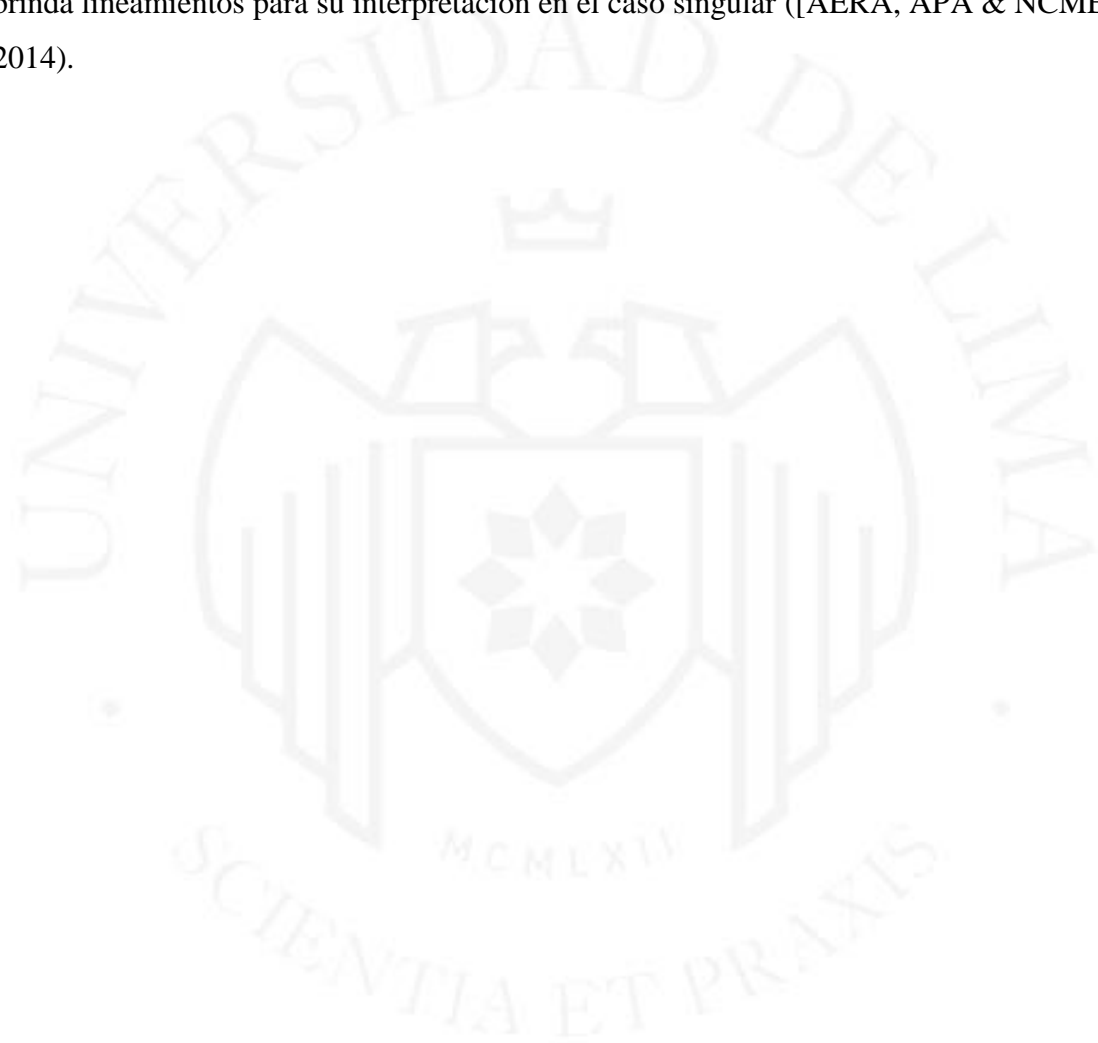 brinda lineamientos para su interpretación en el caso singular ([AERA, APA & NCME
2014).
UNIVERSIDAD DE LIMA
MCMLXII
SCIENTIA ET PRAXIS